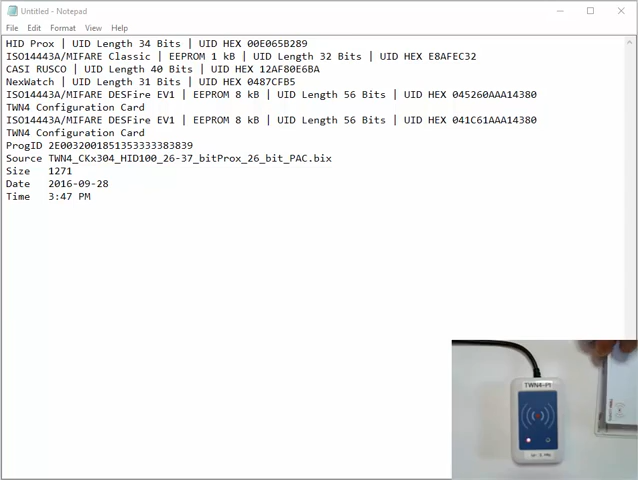 Untitled - Notepad
File Edit Format View Help
HID Prox | UID Length 34 Bits | UID HEX 00E065B289
ISO14443A/MIFARE Classic | EEPROM 1 kB | UID Length 32 Bits | UID HEX E8AFEC32
CASI RUSCO | UID Length 40 Bits | UID HEX 12AF80E6BA
NexWatch | UID Length 31 Bits | UID HEX 0487CFB5
ISO14443A/MIFARE DESFire EV1 | EEPROM 8 kB | UID Length 56 Bits | UID HEX 045260AAA14380
TWN4 Configuration Card
ISO14443A/MIFARE DESFire EV1 | EEPROM 8 kB | UID Length 56 Bits | UID HEX 041C61AAA14380
TWN4 Configuration Card
ProgID 2E0032001851353333383839
Source TWN4_CKx304_HID100_26-37_bitProx_26_bit_PAC.bix
Size 1271
Date 2016-09-28
Time 3:47 PM
TWN4-PI